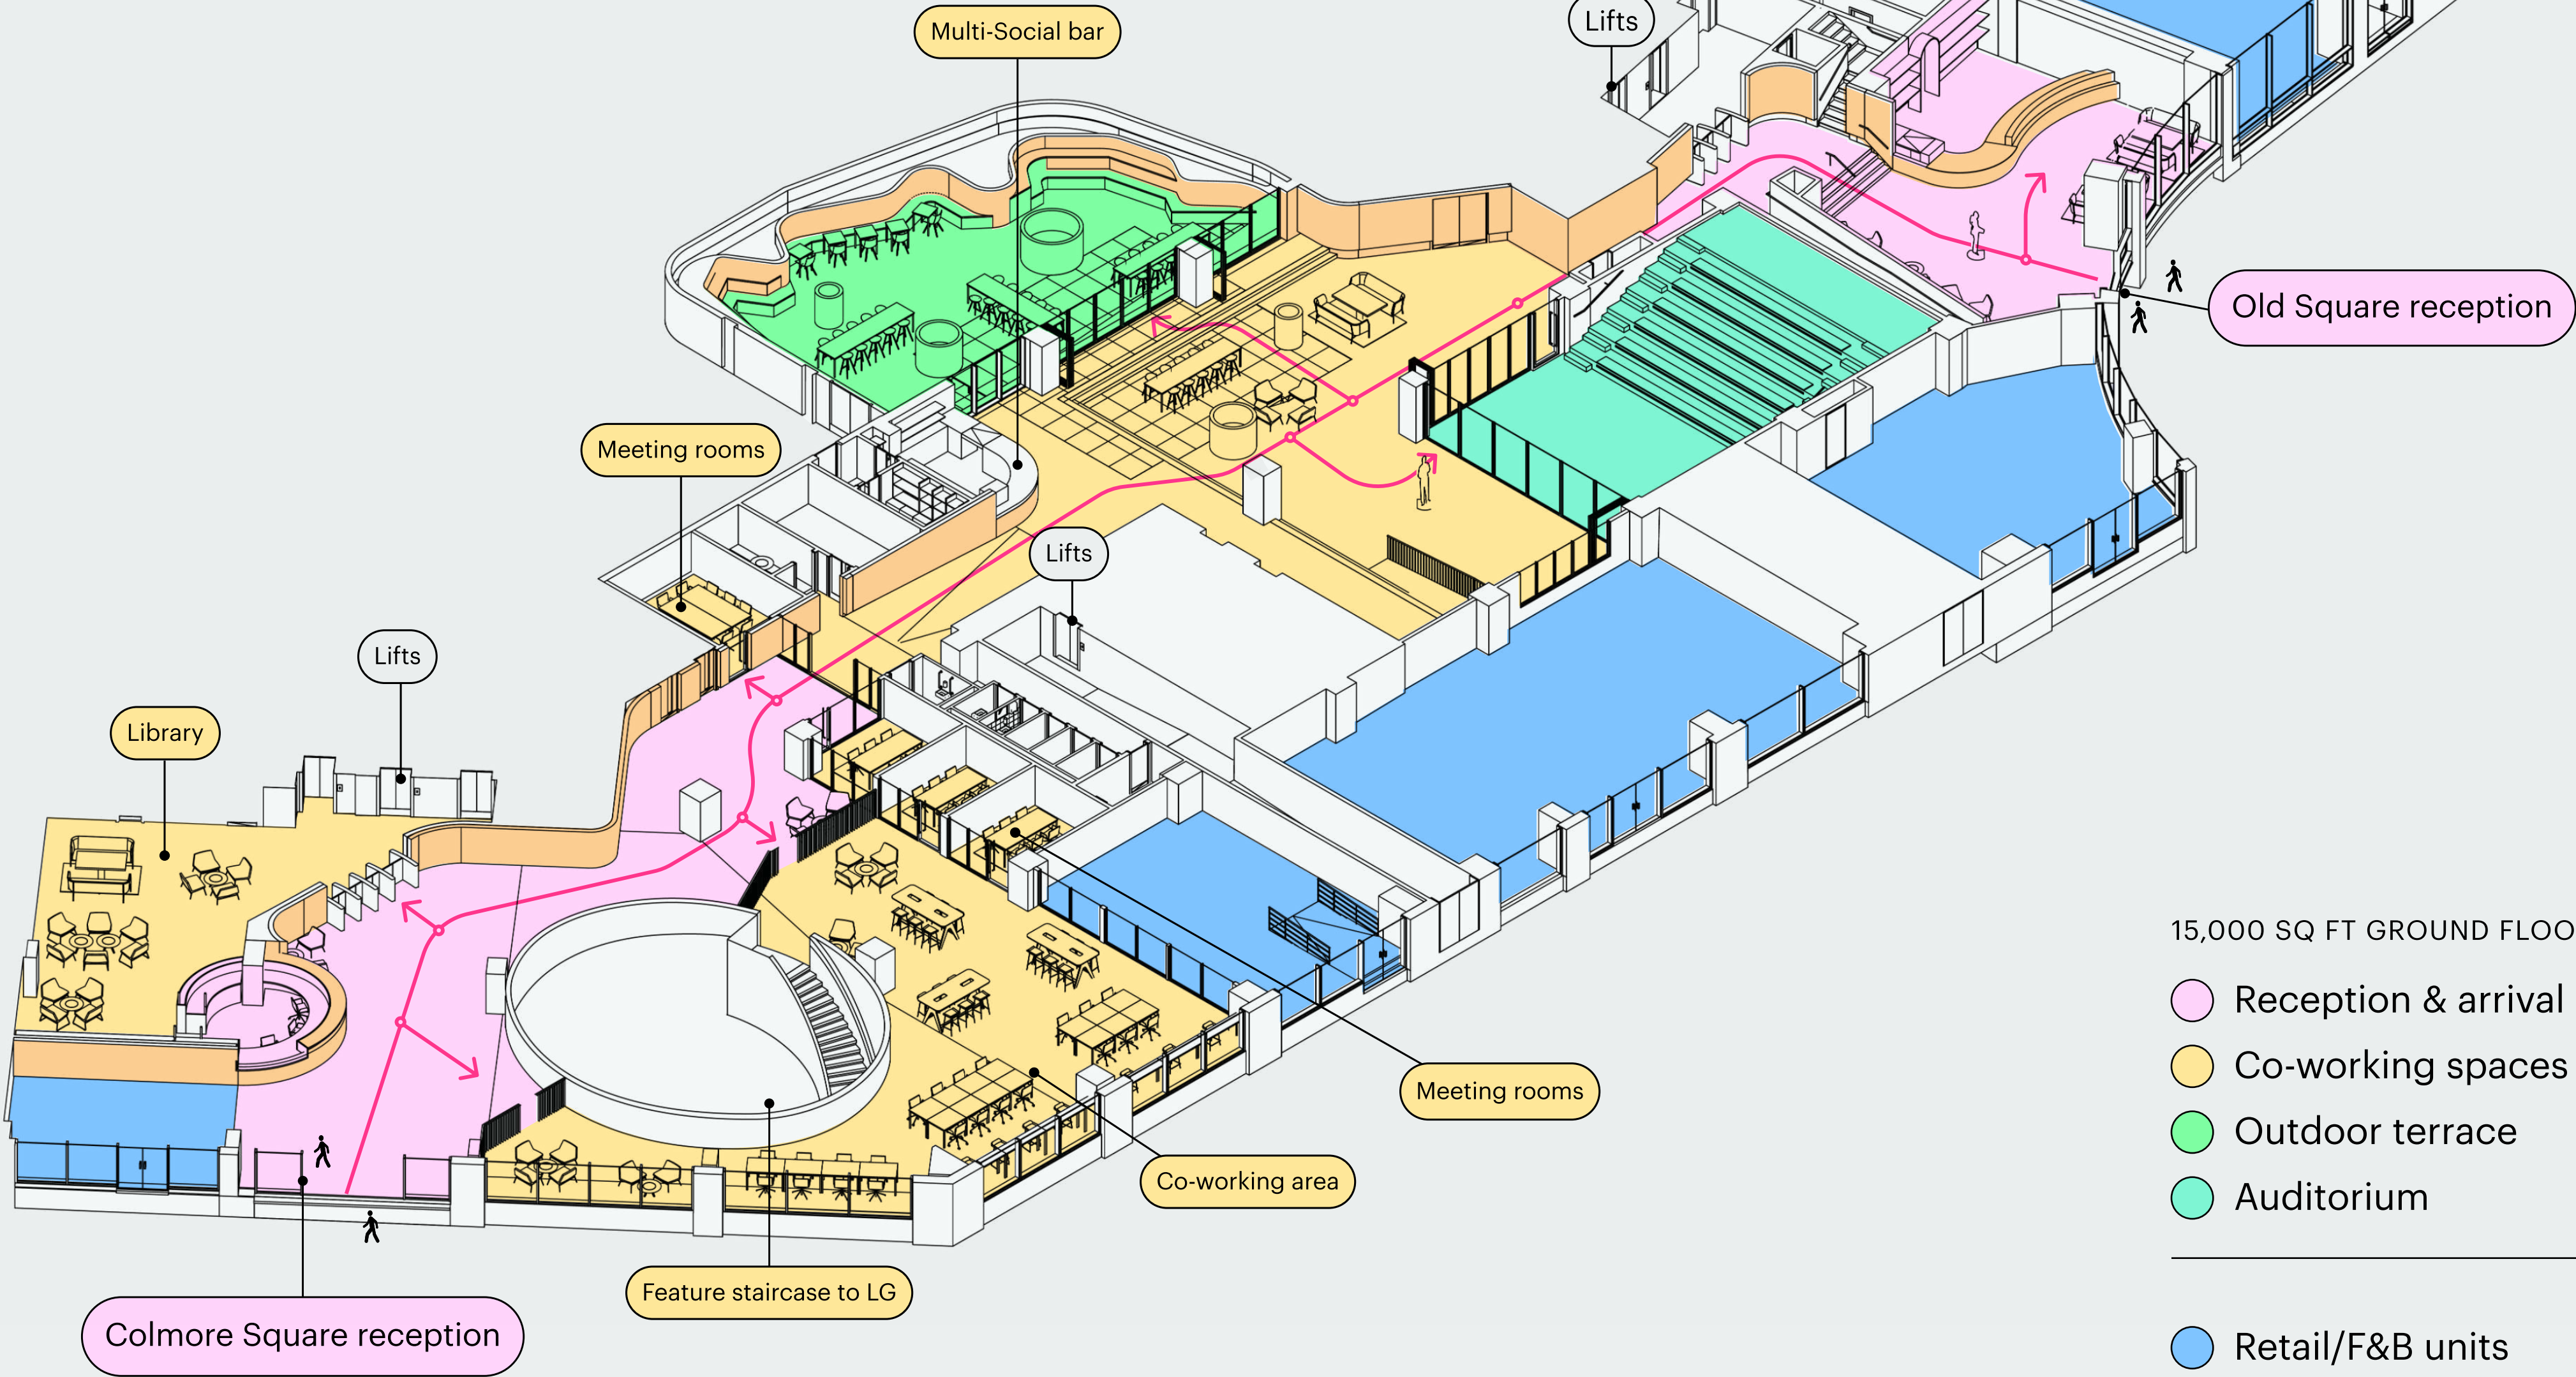 Multi-Social bar
Lifts
Old Square reception
Meeting rooms
Lifts
Lifts
Library
Meeting rooms
Co-working area
Feature staircase to LG
Colmore Square reception
15,000 SQ FT GROUND FLOO
Reception & arrival
Co-working spaces
Outdoor terrace
Auditorium
Retail/F&B units